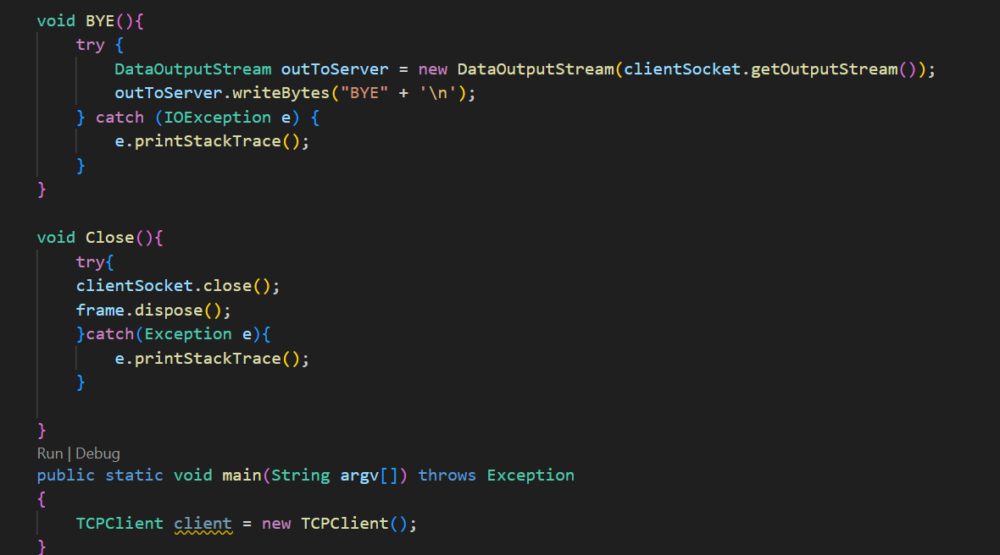 void BYE(){
try {
DataOutputStream outToServer = new DataOutputStream(clientSocket.getOutputStream());
outToServer.writeBytes("BYE" + '\n');
} catch (IOException e) {
e.printStackTrace();
}
}
void Close(){
try{
clientSocket.close();
frame.dispose();
}catch(Exception e){
e.printStackTrace();
}
}
Run | Debug
public static void main(String argv[]) throws Exception
{
TCPClient client = new TCPClient();
}